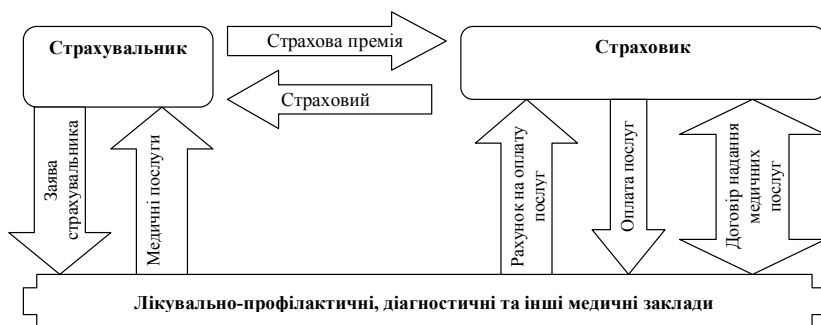 Страхувальник
Страхова премія
Страховик
Страховий
Заява
страхувальника
Медичні послуги
Рахунок на оплату
послуг
Оплата послуг
Договір надання
медичних
послуг
Лікувально-профілактичні, діагностичні та інші медичні заклади